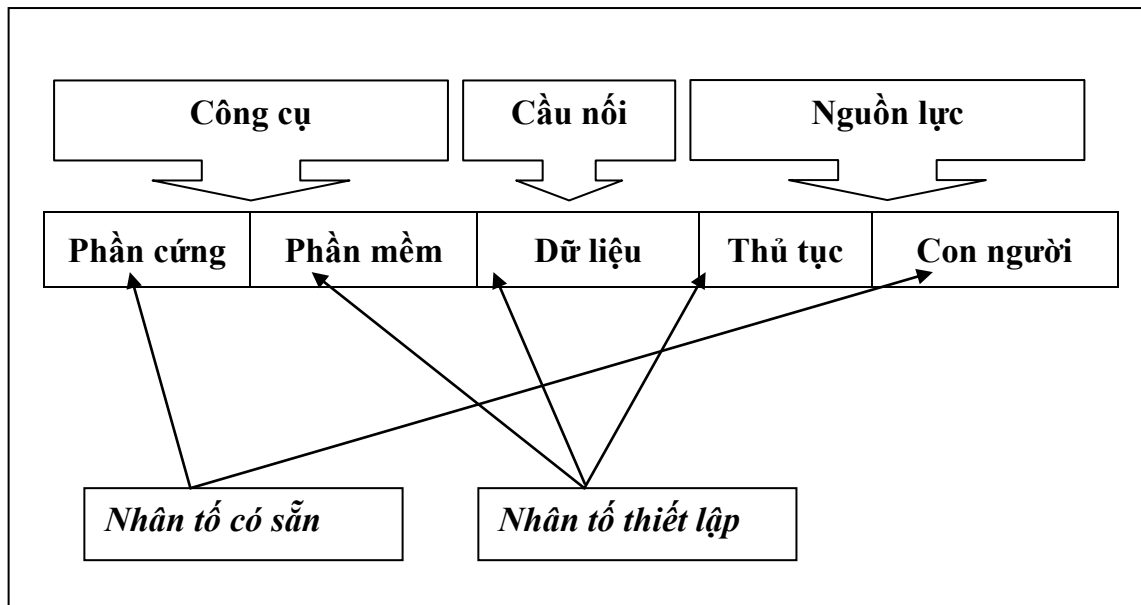 Công cụ
Cầu nối
Nguồn lực
Phần cứng
Phần mềm
Dữ liệu
Thủ tục
Con người
Nhân tố có sẵn
Nhân tố thiết lập